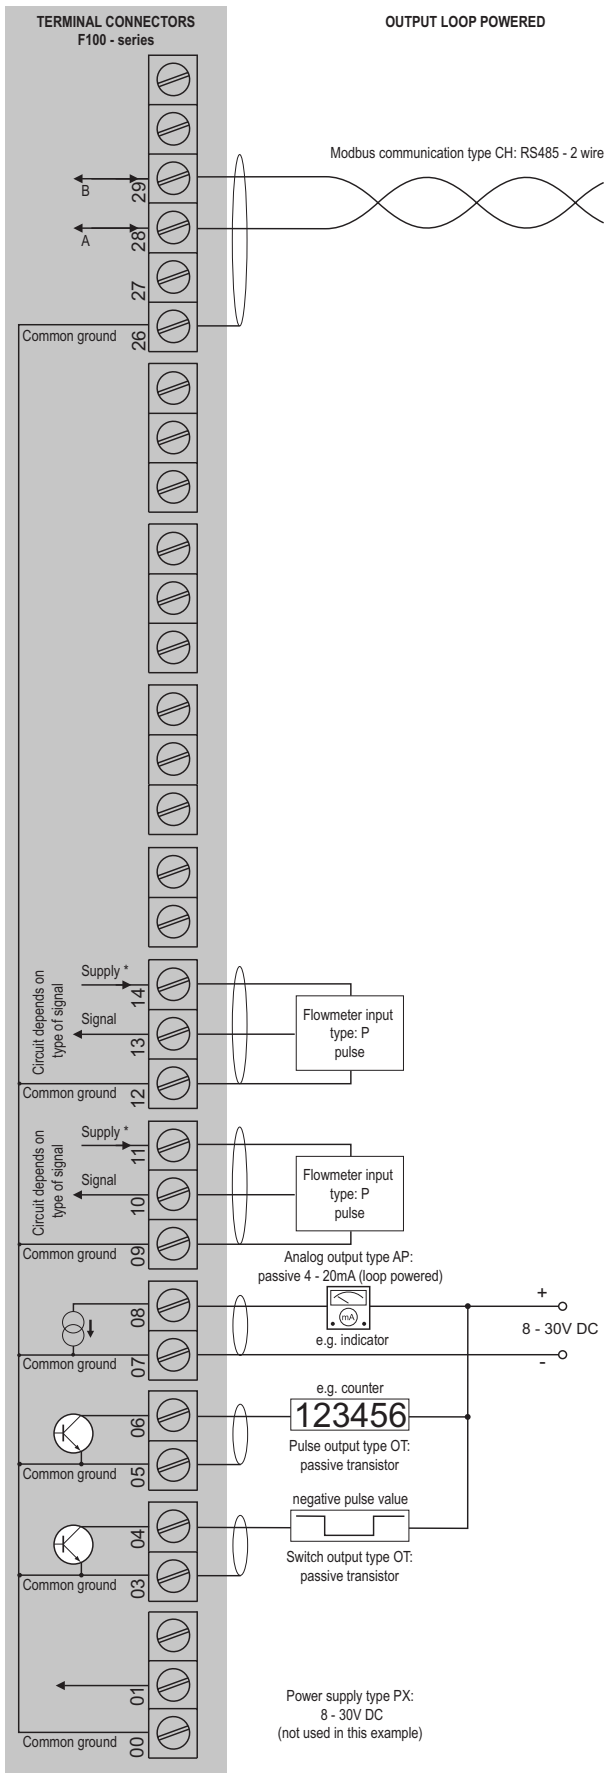 TERMINAL CONNECTORS
F100 - series
OUTPUT LOOP POWERED
Modbus communication type CH: RS485 - 2 wire
B
29
A
28
27
Common ground
26
Circuit depends on
type of signal
Supply *
14
Signal
13
Common ground
12
Flowmeter input
type: P
pulse
Circuit depends on
type of signal
Supply *
11
Signal
10
Common ground
09
Flowmeter input
type: P
pulse
Analog output type AP:
passive 4 - 20mA (loop powered)
08
mA
e.g. indicator
+
8 - 30V DC
-
Common ground
07
e.g. counter
06
123456
Pulse output type OT:
passive transistor
Common ground
05
negative pulse value
04
Switch output type OT:
passive transistor
Common ground
03
01
Power supply type PX:
8 - 30V DC
(not used in this example)
Common ground
00